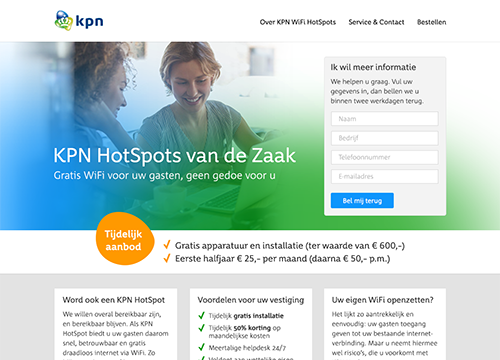 kpn
Over KPN WiFi HotSpots
Service & Contact
Bestellen
Ik wil meer informatie
We helpen u graag. Vul uw
gegevens in, dan bellen we u
binnen twee werkdagen terug.
Naam
Bedrijf
Telefoonnummer
E-mailadres
Bel mij terug
KPN HotSpots van de Zaak
Gratis WiFi voor uw gasten, geen gedoe voor u
Tijdelijk
aanbod
Gratis apparatuur en installatie (ter waarde van € 600,-)
Eerste halfjaar € 25,- per maand (daarna € 50,- p.m.)
Word ook een KPN HotSpot
We willen overal bereikbaar zijn,
en bereikbaar blijven. Als KPN
HotSpot biedt u uw gasten daarom
snel, betrouwbaar en gratis
draadloos internet via WiFi. Zo
Voordelen voor uw vestiging
Tijdelijk gratis installatie
Tijdelijk 50% korting op
maandelijkse kosten
Meertalige helpdesk 24/7
Voldoet aan wettelijke eisen
Uw eigen WiFi openzetten?
Het lijkt zo aantrekkelijk en
eenvoudig: uw gasten toegang
geven tot uw bestaande internet-
verbinding. Maar u neemt hiermee
wel risico's, die u voorkomt met